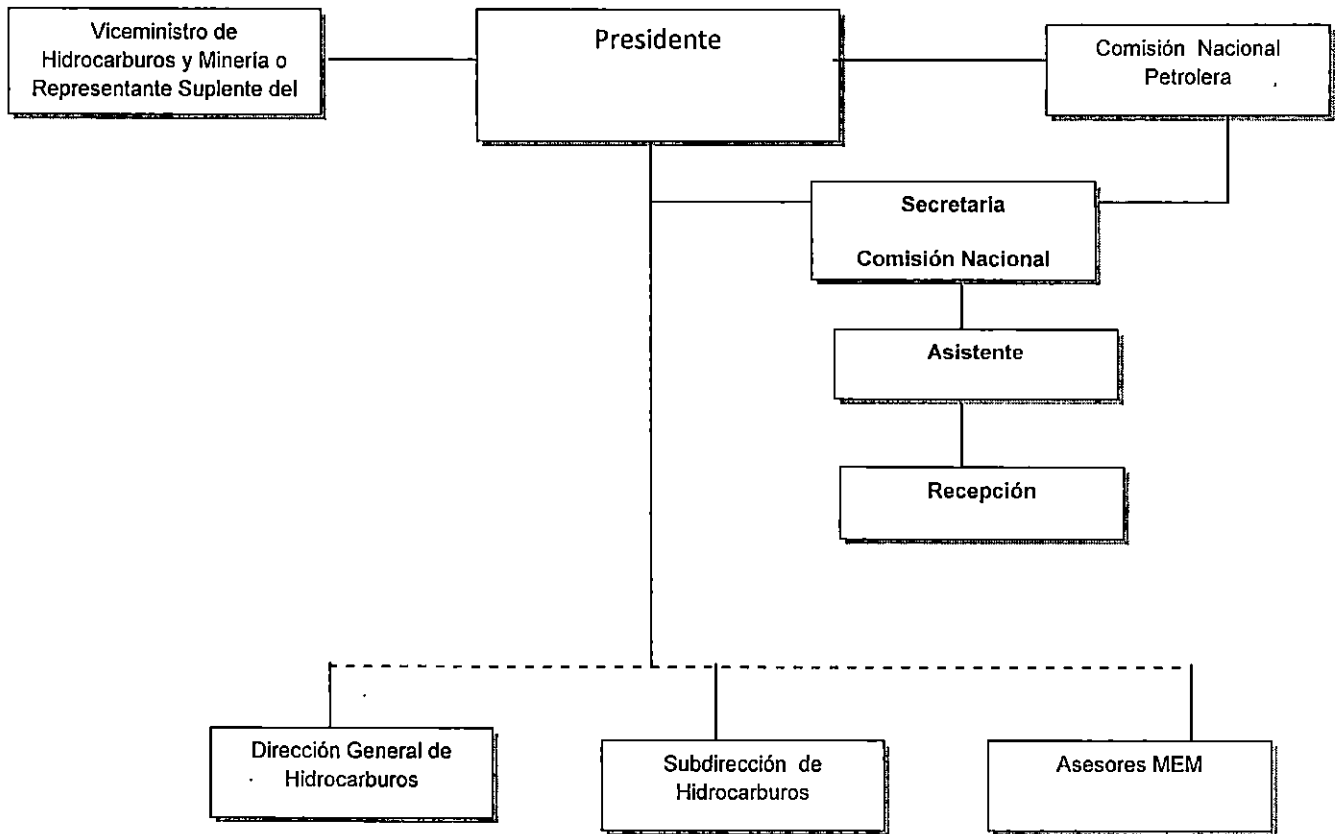 Viceministro de
Hidrocarburos y Minería o
Representante Suplente del
Presidente
Comisión Nacional
Petrolera
Secretaria
Comisión Nacional
Asistente
Recepción
Dirección General de
Hidrocarburos
Subdirección de
Hidrocarburos
Asesores MEM